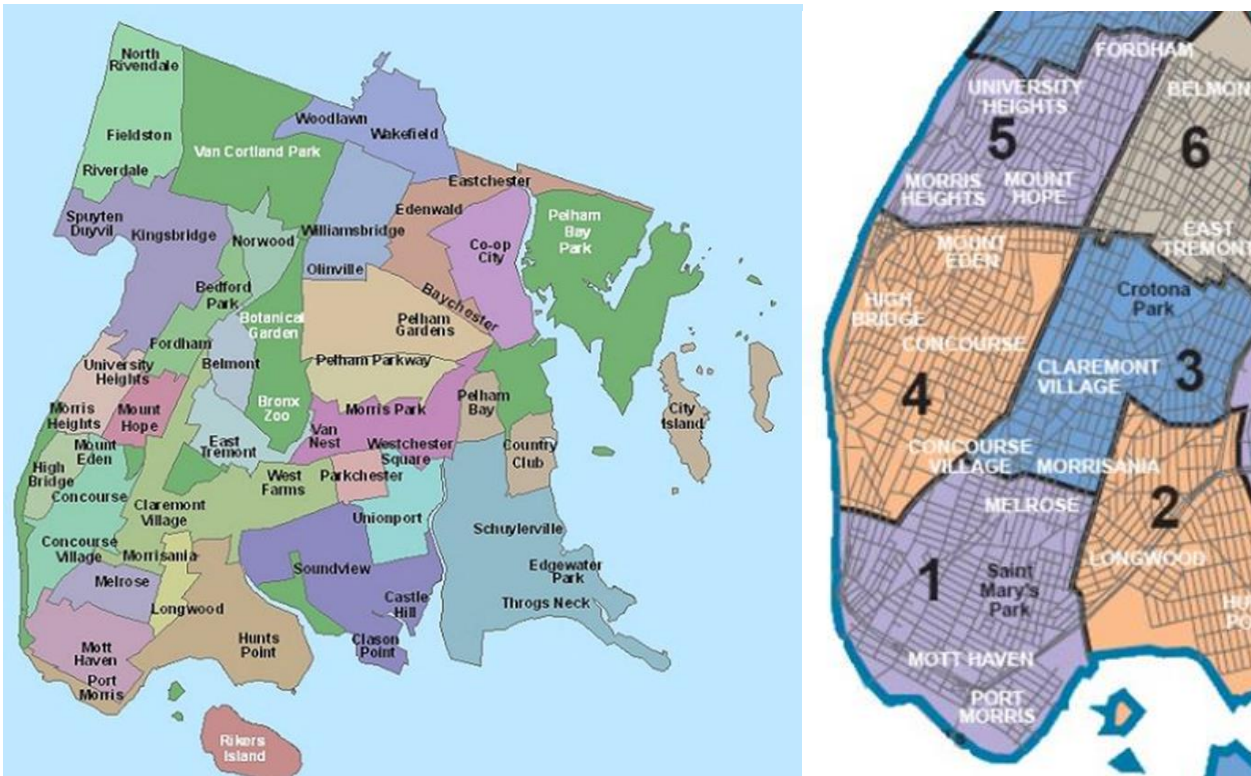 North
Rivendale
Fieldston
Riverdale
Van Cortland Park
Woodlawn
Wakefield
Eastchester
Edenwald
Spuyten
Duyvil
Kingsbridge
Norwood
Williamsbridge
Co-op
City
Pelham
Bay
Park
Olinville
Bedford
Park
Baychester
Botanical
Garden
Pelham
Gardens
Fordham
University
Heights
Belmont
Pelham Parkway
Morris
Heights
Mount
Hope
Bronx
Zoo
Morris Park
Pelham
Bay
City
Island
Van
Nest
Westchester
Square
Country
Club
Mount
Eden
East
Tremont
High
Bridge
Concourse
West
Farms
Parkchester
Claremont
Village
Unionport
Schuylerville
Concourse
Village
Morrisania
Melrose
Soundview
Edgewater
Park
Longwood
Castle
Hill
Throgs Neck
Mott
Haven
Hunts
Point
Clason
Point
Port
Morris
Rikers
Island
FORDHAM
UNIVERSITY
HEIGHTS
BELMON
5
6
MORRIS
HEIGHTS
MOUNT
HOPE
EAST
TREMONT
MOUNT
EDEN
Crotona
Park
HIGH
BRIDGE
CONCOURSE
CLAREMONT
VILLAGE
3
4
CONCOURSE
VILLAGE
MORRISANIA
MELROSE
2
LONGWOOD
1
Saint
Mary's
Park
HU
PO
MOTT HAVEN
PORT
MORRIS